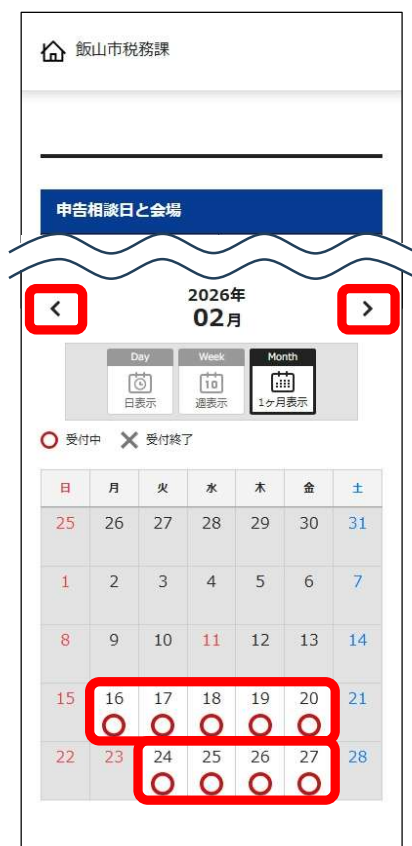 飯山市税務課
申告相談日と会場
2026年
02月
Day Week Month
10
日表示 週表示 1ヶ月表示
受付中 受付終了
日 月 火 水 木 金 土
25 26 27 28 29 30 31
1 2 3 4 5 6 7
8 9 10 11 12 13 14
15 16 17 18 19 20 21
22 23 24 25 26 27 28